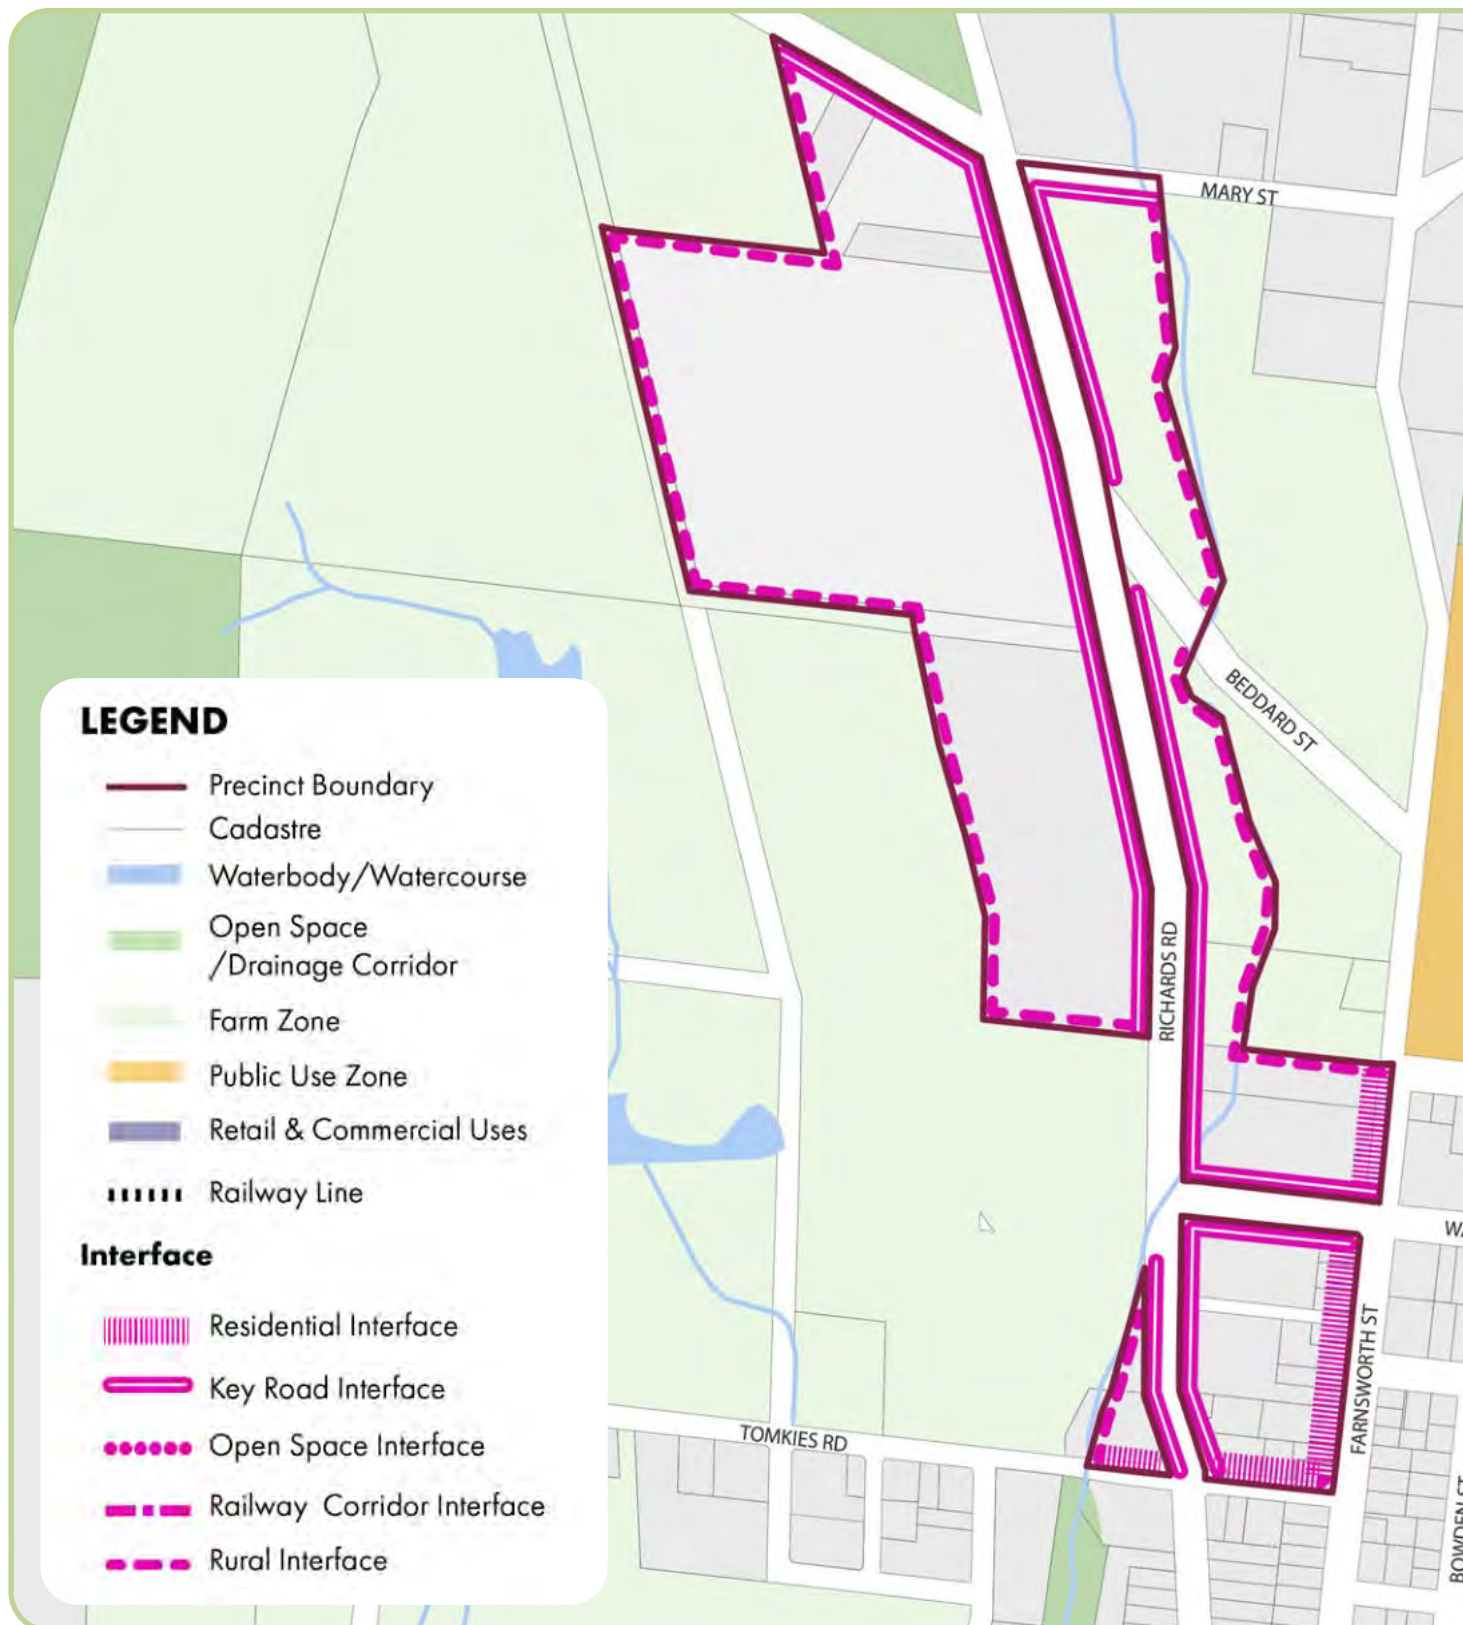 MARY ST
BEDDARD ST
RICHARDS RD
FARNSWORTH ST
TOMKIES RD
BOWDEN ST
LEGEND
Precinct Boundary
Cadastre
Waterbody/Watercourse
Open Space
/Drainage Corridor
Farm Zone
Public Use Zone
Retail & Commercial Uses
Railway Line
Interface
Residential Interface
Key Road Interface
Open Space Interface
Railway Corridor Interface
Rural Interface